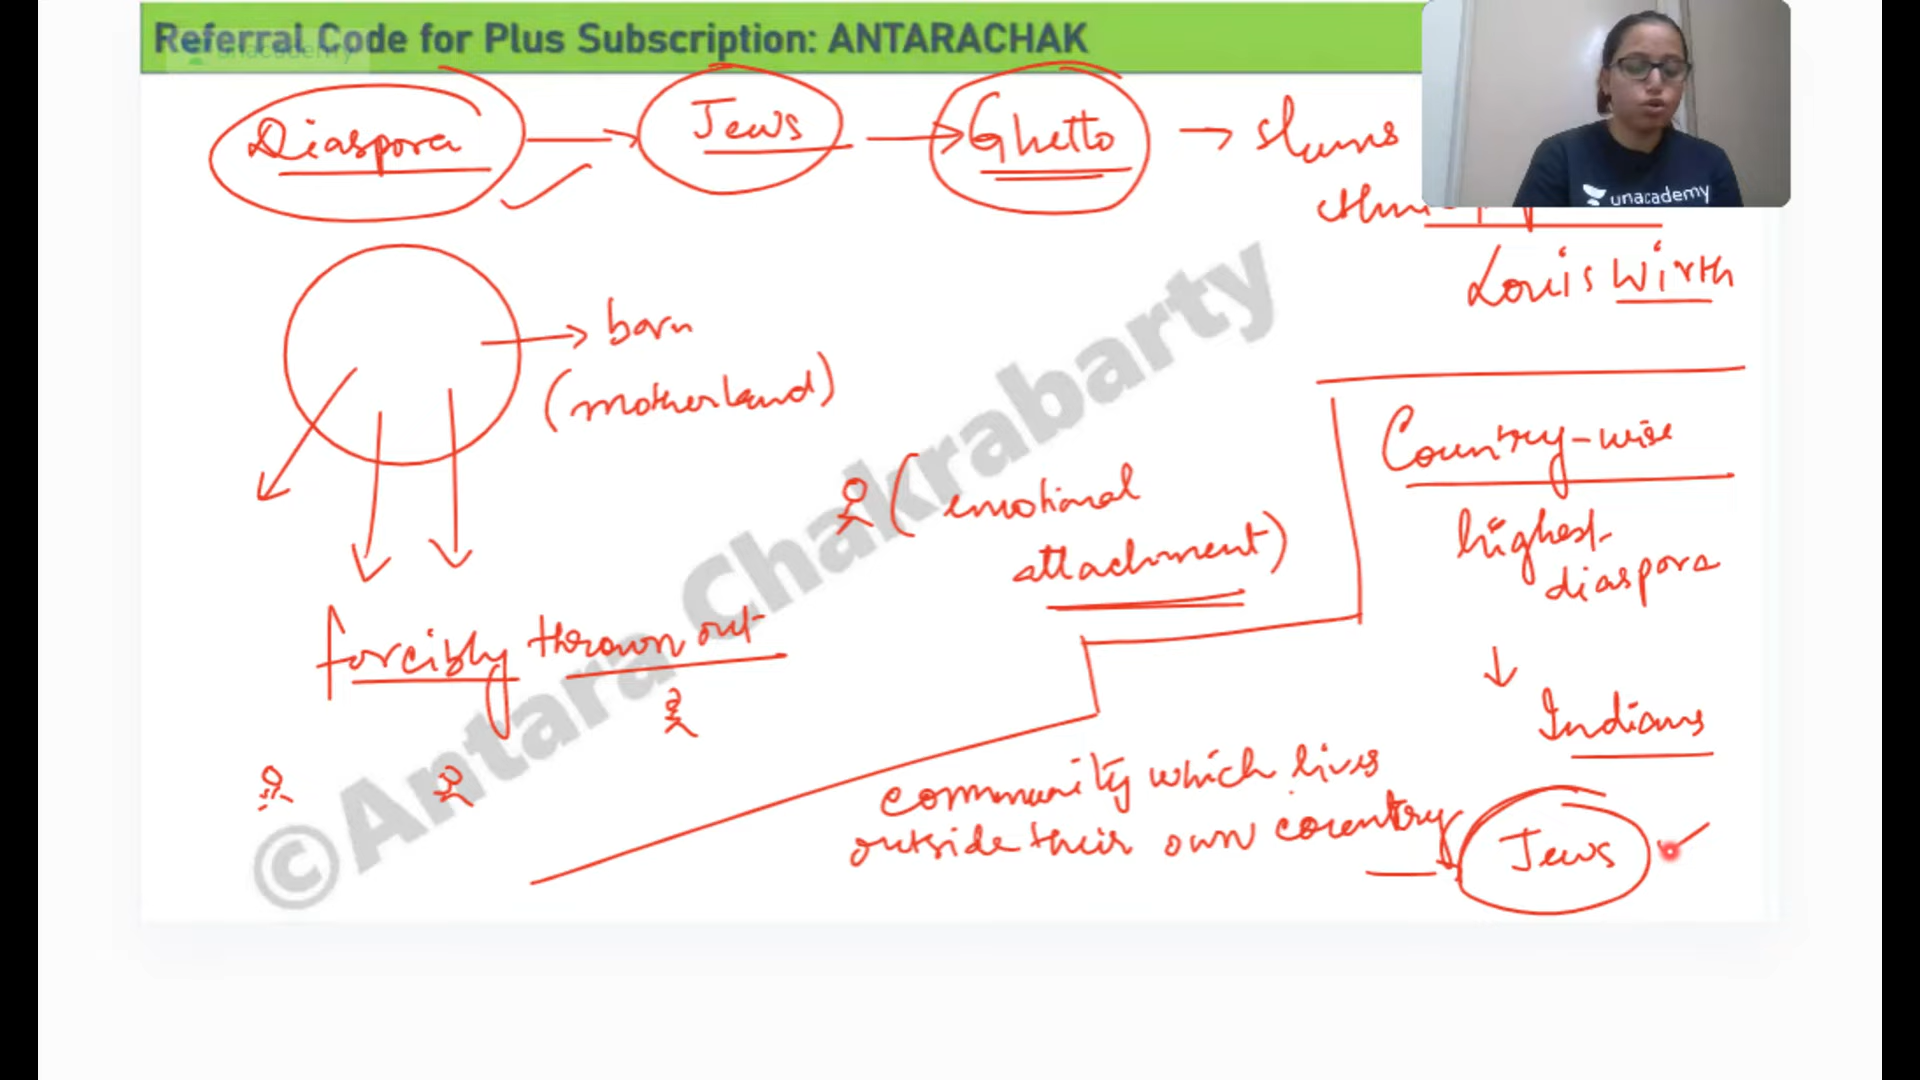 Referral Code for Plus Subscription: ANTARACHAK
unacademy
Diaspora → Jews → Ghetto → slums
unacademy
Louis Wirth
born
(motherland)
Country-wise
highest
diaspora
(emotional
attachment)
forcibly thrown out
Indians
community which lives
outside their own country
Jews
©Antara Chakrabarty